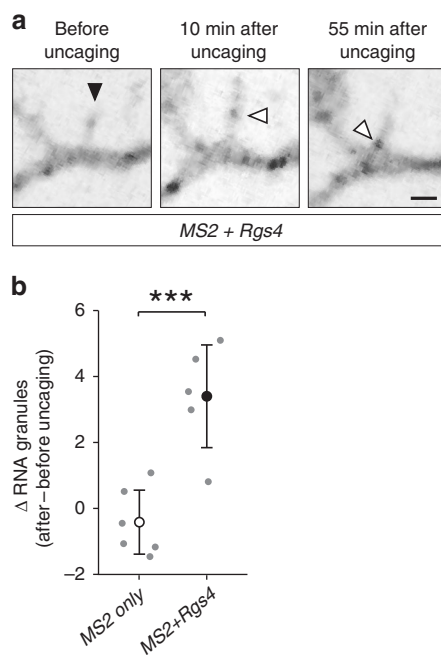 a
Before uncaging
10 min after uncaging
55 min after uncaging
MS2 + Rgs4
b
***
Δ RNA granules
(after – before uncaging)
6
4
2
0
–2
MS2 only
MS2+Rgs4